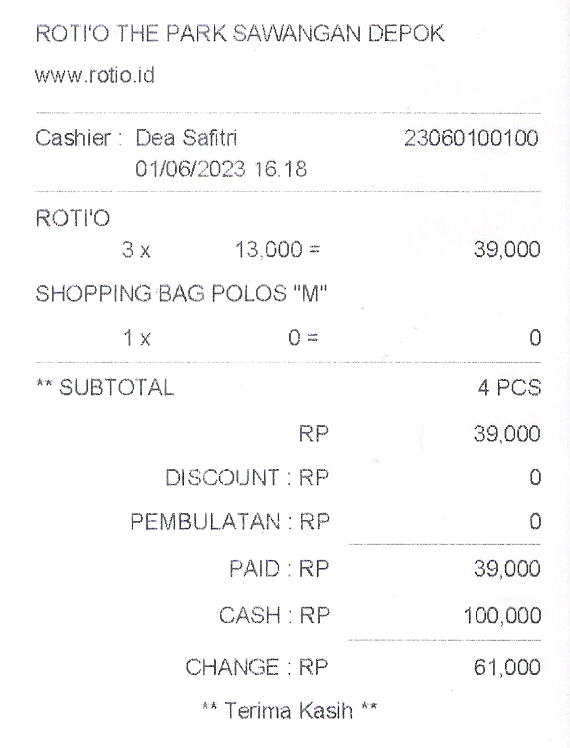 ROTI'O THE PARK SAWANGAN DEPOK
www.rotio.id
Cashier : Dea Safitri 23060100100
01/06/2023 16.18
ROTI'O
3 x 13,000 = 39,000
SHOPPING BAG POLOS "M"
1 x 0 = 0
** SUBTOTAL 4 PCS
RP 39,000
DISCOUNT : RP 0
PEMBULATAN : RP 0
PAID : RP 39,000
CASH : RP 100,000
CHANGE : RP 61,000
** Terima Kasih **